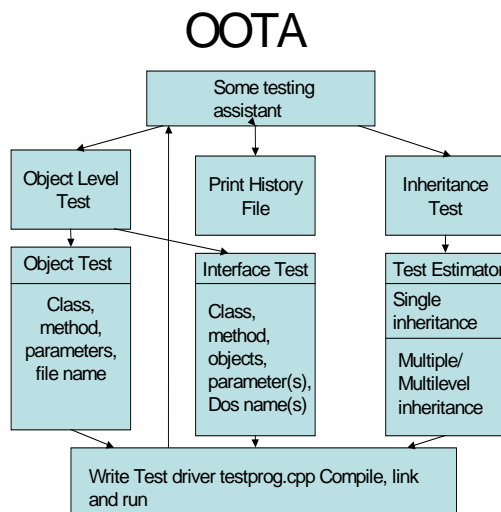 OOTA
Some testing
assistant
Object Level
Test
Print History
File
Inheritance
Test
Object Test
Class,
method,
parameters,
file name
Interface Test
Class,
method,
objects,
parameter(s),
Dos name(s)
Test Estimator
Single
inheritance
Multiple/
Multilevel
inheritance
Write Test driver testprog.cpp Compile, link
and run